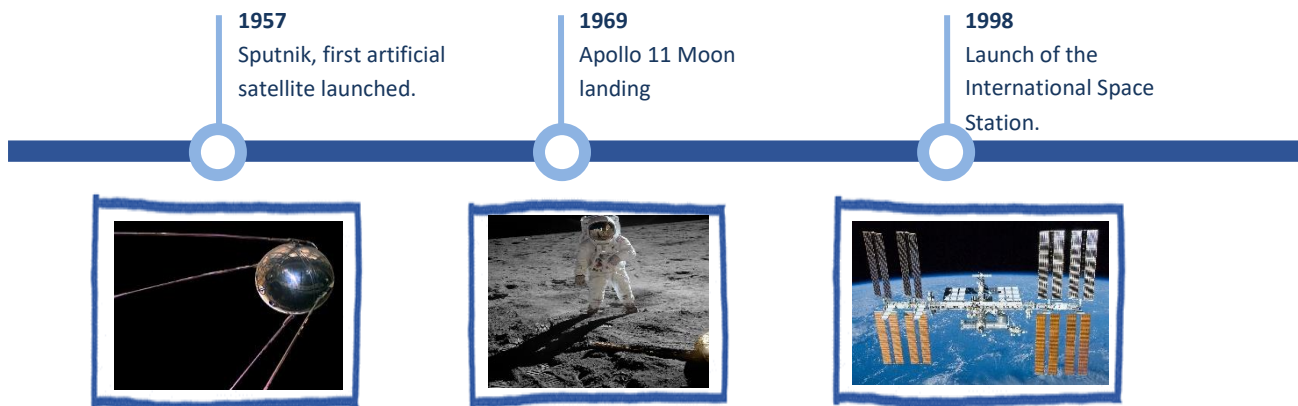 1957
Sputnik, first artificial
satellite launched.
1969
Apollo 11 Moon
landing
1998
Launch of the
International Space
Station.